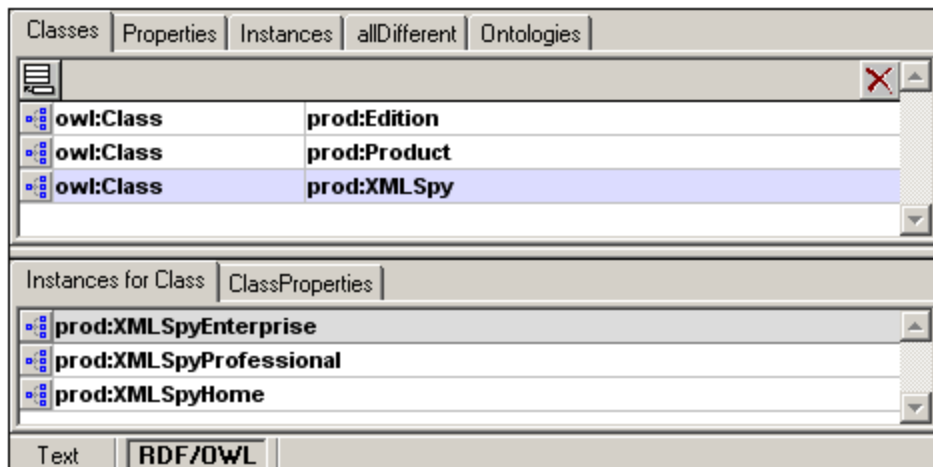 Classes Properties Instances allDifferent Ontologies
owl:Class prod:Edition
owl:Class prod:Product
owl:Class prod:XMLSpy
Instances for Class ClassProperties
prod:XMLSpyEnterprise
prod:XMLSpyProfessional
prod:XMLSpyHome
Text RDF/OWL